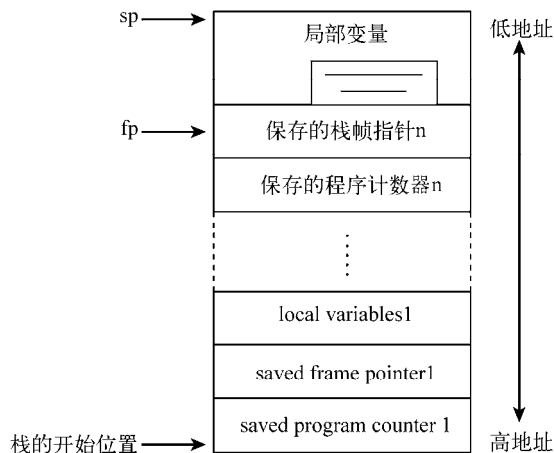 sp
局部变量
低地址
fp
保存的栈帧指针n
保存的程序计数器n
local variables1
saved frame pointer1
saved program counter 1
栈的开始位置
高地址